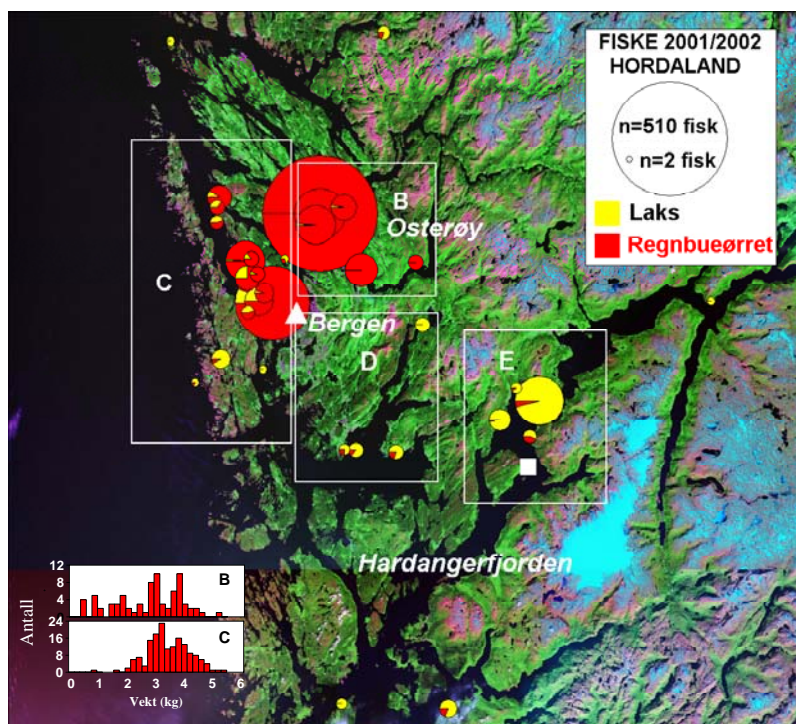 FISKE 2001/2002
HORDALAND
n=510 fisk
n=2 fisk
Laks
Regnbueørret
B
Osterøy
C
Bergen
D
E
Hardangerfjorden
12
8
4
B
Antall
24
16
8
0
C
0 1 2 3 4 5 6
Vekt (kg)